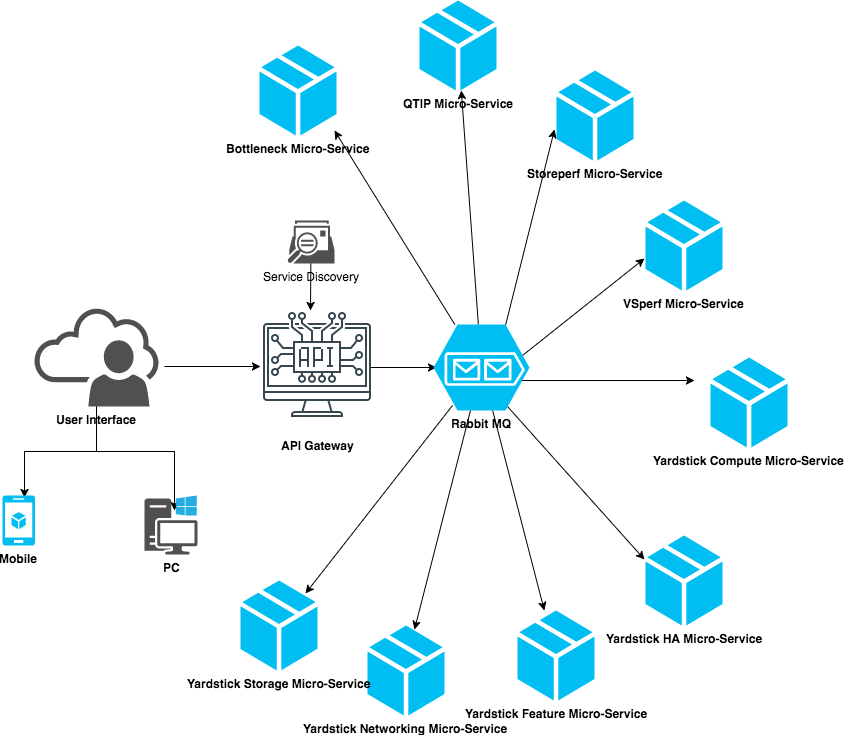 QTIP Micro-Service
Bottleneck Micro-Service
Storeperf Micro-Service
Service Discovery
VSperf Micro-Service
API
User Interface
API Gateway
Rabbit MQ
Yardstick Compute Micro-Service
Mobile
PC
Yardstick HA Micro-Service
Yardstick Storage Micro-Service
Yardstick Feature Micro-Service
Yardstick Networking Micro-Service